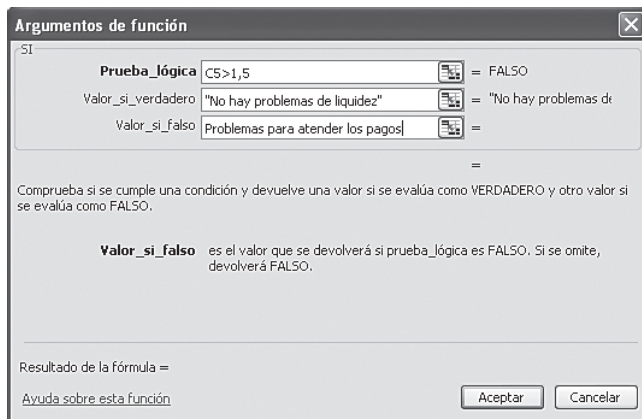 Argumentos de función
SI
Prueba_lógica C5>1,5 = FALSO
Valor_si_verdadero "No hay problemas de liquidez" = "No hay problemas de
Valor_si_falso Problemas para atender los pagos =
=
Comprueba si se cumple una condición y devuelve una valor si se evalúa como VERDADERO y otro valor si
se evalúa como FALSO.
Valor_si_falso es el valor que se devolverá si prueba_lógica es FALSO. Si se omite,
devolverá FALSO.
Resultado de la fórmula =
Ayuda sobre esta función
Aceptar Cancelar